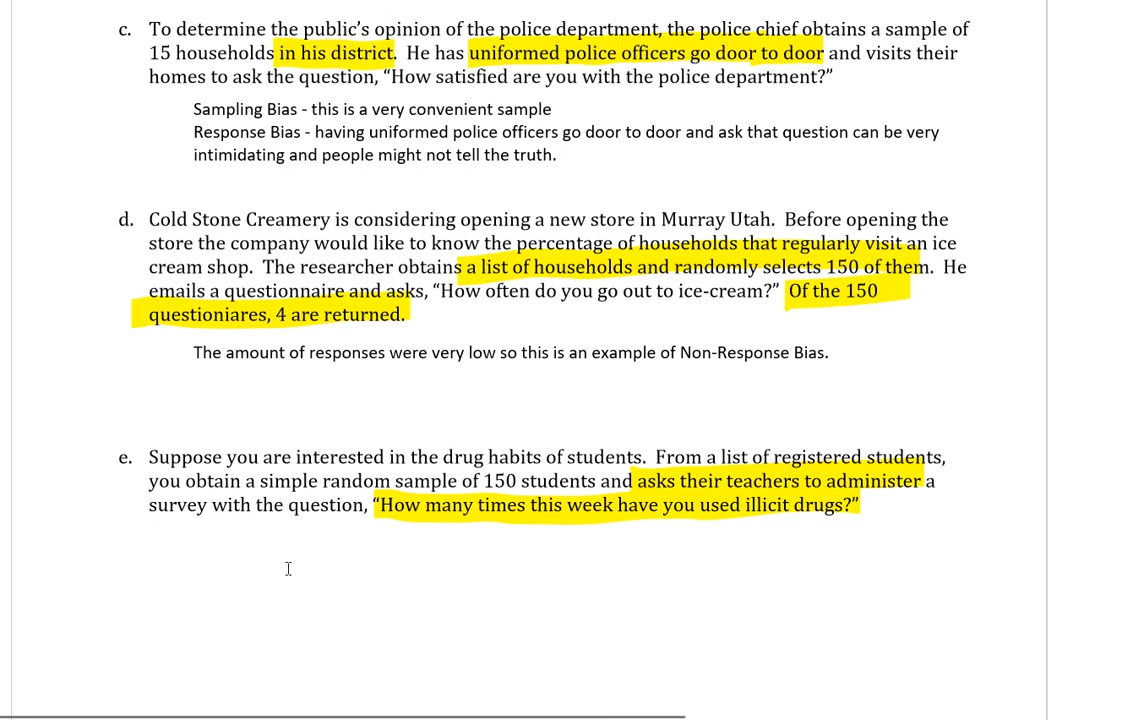 c. To determine the public’s opinion of the police department, the police chief obtains a sample of
15 households in his district. He has uniformed police officers go door to door and visits their
homes to ask the question, “How satisfied are you with the police department?”
Sampling Bias - this is a very convenient sample
Response Bias - having uniformed police officers go door to door and ask that question can be very
intimidating and people might not tell the truth.
d. Cold Stone Creamery is considering opening a new store in Murray Utah. Before opening the
store the company would like to know the percentage of households that regularly visit an ice
cream shop. The researcher obtains a list of households and randomly selects 150 of them. He
emails a questionnaire and asks, “How often do you go out to ice-cream?” Of the 150
questioniares, 4 are returned.
The amount of responses were very low so this is an example of Non-Response Bias.
e. Suppose you are interested in the drug habits of students. From a list of registered students,
you obtain a simple random sample of 150 students and asks their teachers to administer a
survey with the question, “How many times this week have you used illicit drugs?”